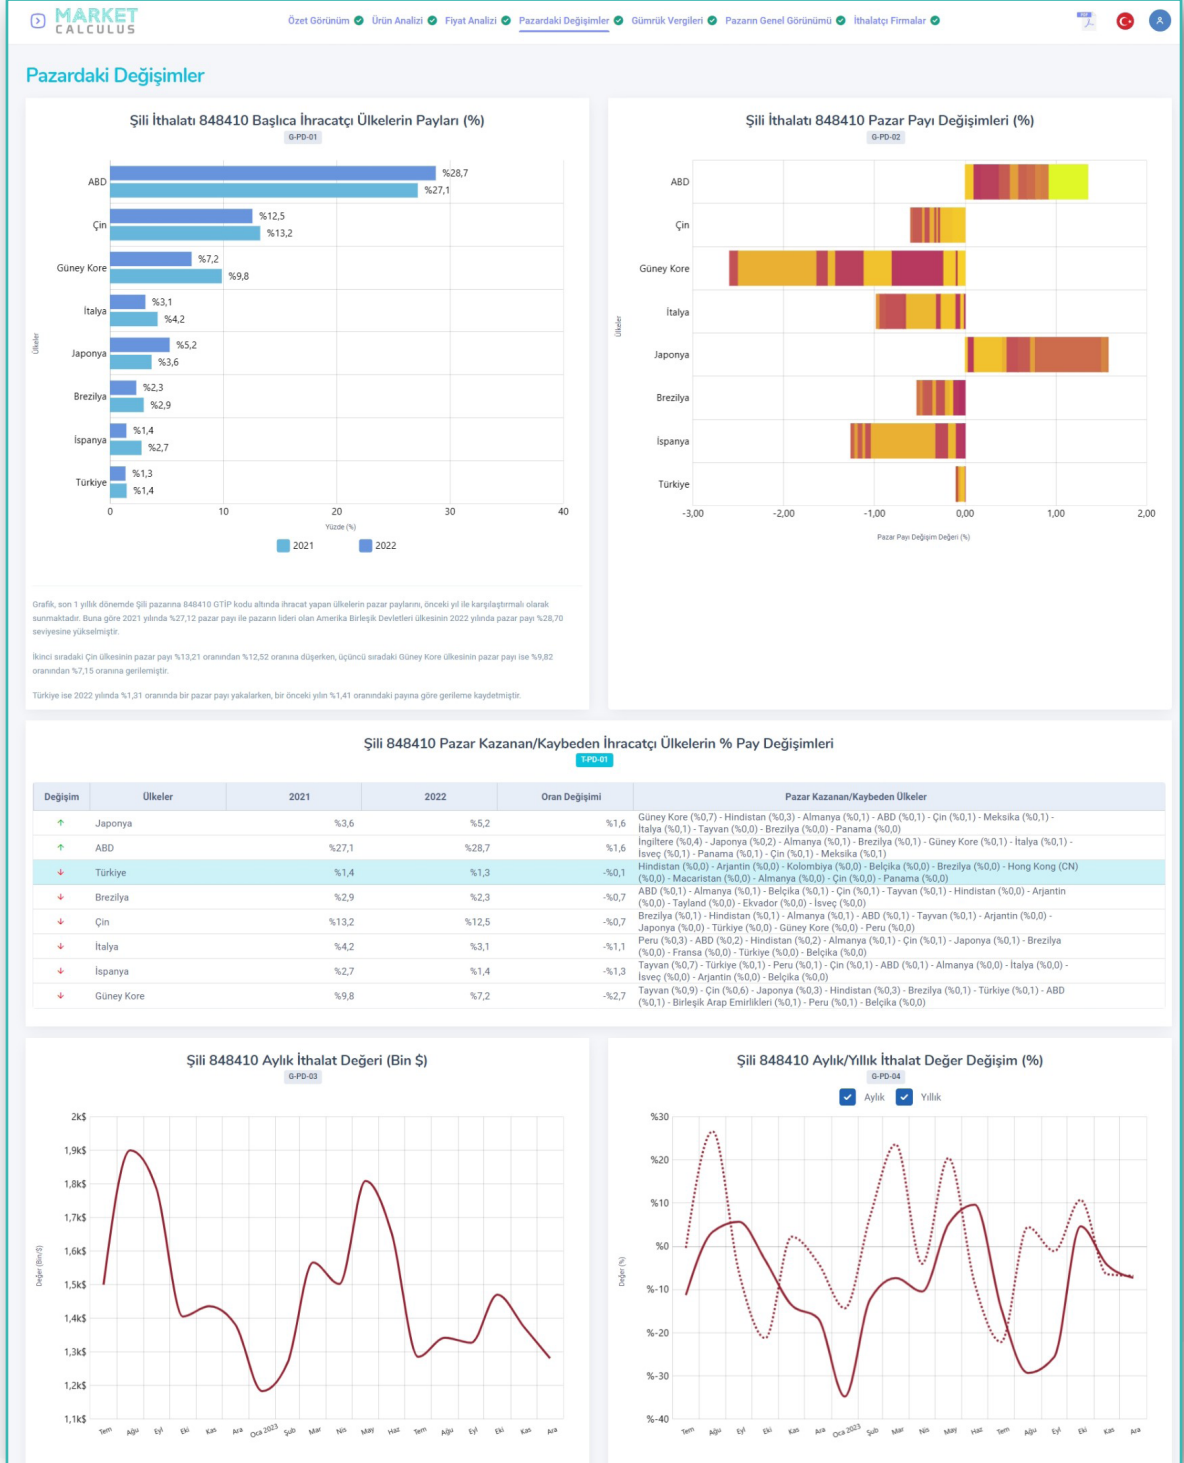 MARKET
CALCULUS
Özet Görünüm
Ürün Analizi
Fiyat Analizi
Pazardaki Değişimler
Gümrük Vergileri
Pazarın Genel Görünümü
İthalatçı Firmalar
Pazardaki Değişimler
Şili İthalatı 848410 Başlıca İhracatçı Ülkelerin Payları (%)
G-PD-01
Ülkeler
ABD
%28,7
%27,1
Çin
%12,5
%13,2
Güney Kore
%7,2
%9,8
İtalya
%3,1
%4,2
Japonya
%5,2
%3,6
Brezilya
%2,3
%2,9
İspanya
%1,4
%2,7
Türkiye
%1,3
%1,4
0 10 20 30 40
Yüzde (%)
2021 2022
Grafik, son 1 yıllık dönemde Şili pazarına 848410 GTİP kodu altında ihracat yapan ülkelerin pazar paylarını, önceki yıl ile karşılaştırmalı olarak
sunmaktadır. Buna göre 2021 yılında %27,12 pazar payı ile pazarın lideri olan Amerika Birleşik Devletleri ülkesinin 2022 yılında pazar payı %28,70
seviyesine yükselmiştir.
İkinci sıradaki Çin ülkesinin pazar payı %13,21 oranından %12,52 oranına düşerken, üçüncü sıradaki Güney Kore ülkesinin pazar payı ise %9,82
oranından %7,15 oranına gerilemiştir.
Türkiye ise 2022 yılında %1,31 oranında bir pazar payı yakalarken, bir önceki yılın %1,41 oranındaki payına göre gerileme kaydetmiştir.
Şili İthalatı 848410 Pazar Payı Değişimleri (%)
G-PD-02
Ülkeler
ABD
Çin
Güney Kore
İtalya
Japonya
Brezilya
İspanya
Türkiye
-3,00 -2,00 -1,00 0,00 1,00 2,00
Pazar Payı Değişim Değeri (%)
Şili 848410 Pazar Kazanan/Kaybeden İhracatçı Ülkelerin % Pay Değişimleri
T-PD-01
Değişim Ülkeler 2021 2022 Oran Değişimi Pazar Kazanan/Kaybeden Ülkeler
↑ Japonya %3,6 %5,2 %1,6 Güney Kore (%0,7) - Hindistan (%0,3) - Almanya (%0,1) - ABD (%0,1) - Çin (%0,1) - Meksika (%0,1) -
İtalya (%0,1) - Tayvan (%0,0) - Brezilya (%0,0) - Panama (%0,0)
↑ ABD %27,1 %28,7 %1,6 İngiltere (%0,4) - Japonya (%0,2) - Almanya (%0,1) - Brezilya (%0,1) - Güney Kore (%0,1) - İtalya (%0,1) -
İsveç (%0,1) - Panama (%0,1) - Çin (%0,1) - Meksika (%0,1)
↓ Türkiye %1,4 %1,3 -%0,1 Hindistan (%0,0) - Arjantin (%0,0) - Kolombiya (%0,0) - Belçika (%0,0) - Brezilya (%0,0) - Hong Kong (CN)
(%0,0) - Macaristan (%0,0) - Almanya (%0,0) - Çin (%0,0) - Panama (%0,0)
↓ Brezilya %2,9 %2,3 -%0,7 ABD (%0,1) - Almanya (%0,1) - Belçika (%0,1) - Çin (%0,1) - Tayvan (%0,1) - Hindistan (%0,0) - Arjantin
(%0,0) - Tayland (%0,0) - Ekvador (%0,0) - İsveç (%0,0)
↓ Çin %13,2 %12,5 -%0,7 Brezilya (%0,1) - Hindistan (%0,1) - Almanya (%0,1) - ABD (%0,1) - Tayvan (%0,1) - Arjantin (%0,0) -
Japonya (%0,0) - Türkiye (%0,0) - Güney Kore (%0,0) - Peru (%0,0)
↓ İtalya %4,2 %3,1 -%1,1 Peru (%0,3) - ABD (%0,2) - Hindistan (%0,2) - Almanya (%0,1) - Çin (%0,1) - Japonya (%0,1) - Brezilya
(%0,0) - Fransa (%0,0) - Türkiye (%0,0) - Belçika (%0,0)
↓ İspanya %2,7 %1,4 -%1,3 Tayvan (%0,7) - Türkiye (%0,1) - Peru (%0,1) - Çin (%0,1) - ABD (%0,1) - Almanya (%0,0) - İtalya (%0,0) -
İsveç (%0,0) - Arjantin (%0,0) - Belçika (%0,0)
↓ Güney Kore %9,8 %7,2 -%2,7 Tayvan (%0,9) - Çin (%0,6) - Japonya (%0,3) - Hindistan (%0,3) - Brezilya (%0,1) - Türkiye (%0,1) - ABD
(%0,1) - Birleşik Arap Emirlikleri (%0,1) - Peru (%0,1) - Belçika (%0,0)
Şili 848410 Aylık İthalat Değeri (Bin $)
G-PD-03
Değer (Bin/$)
2k$
1,9k$
1,8k$
1,7k$
1,6k$
1,5k$
1,4k$
1,3k$
1,2k$
1,1k$
Tem Ağu Eyl Eki Kas Ara Oca 2023 Şub Mar Nis May Haz Tem Ağu Eyl Eki Kas Ara
Şili 848410 Aylık/Yıllık İthalat Değer Değişim (%)
G-PD-04
Aylık Yıllık
Değer (%)
%30
%20
%10
%0
%-10
%-20
%-30
%-40
Tem Ağu Eyl Eki Kas Ara Oca 2023 Şub Mar Nis May Haz Tem Ağu Eyl Eki Kas Ara